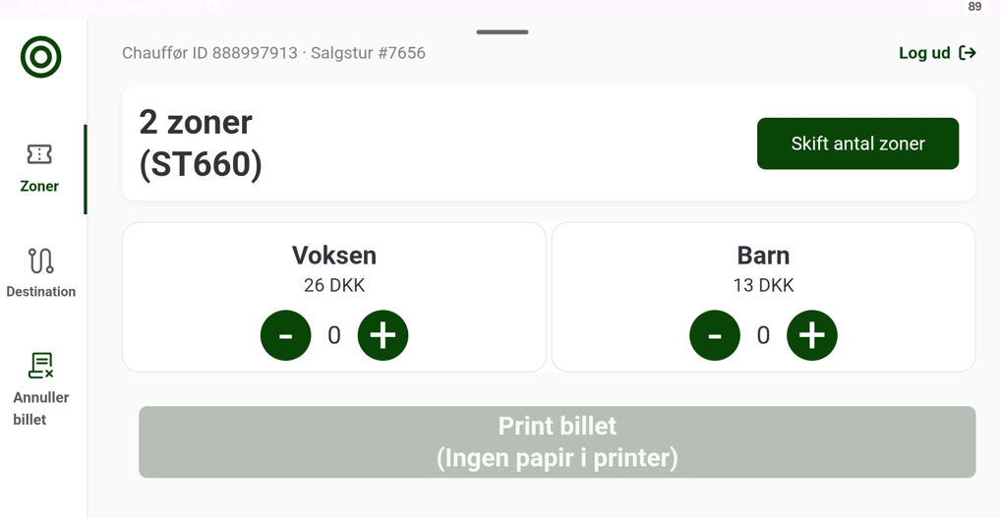 89
Chauffør ID 888997913 · Salgstur #7656
Log ud
2 zoner
(ST660)
Skift antal zoner
Zoner
Destination
Annuller
billet
Voksen
26 DKK
- 0 +
Barn
13 DKK
- 0 +
Print billet
(Ingen papir i printer)